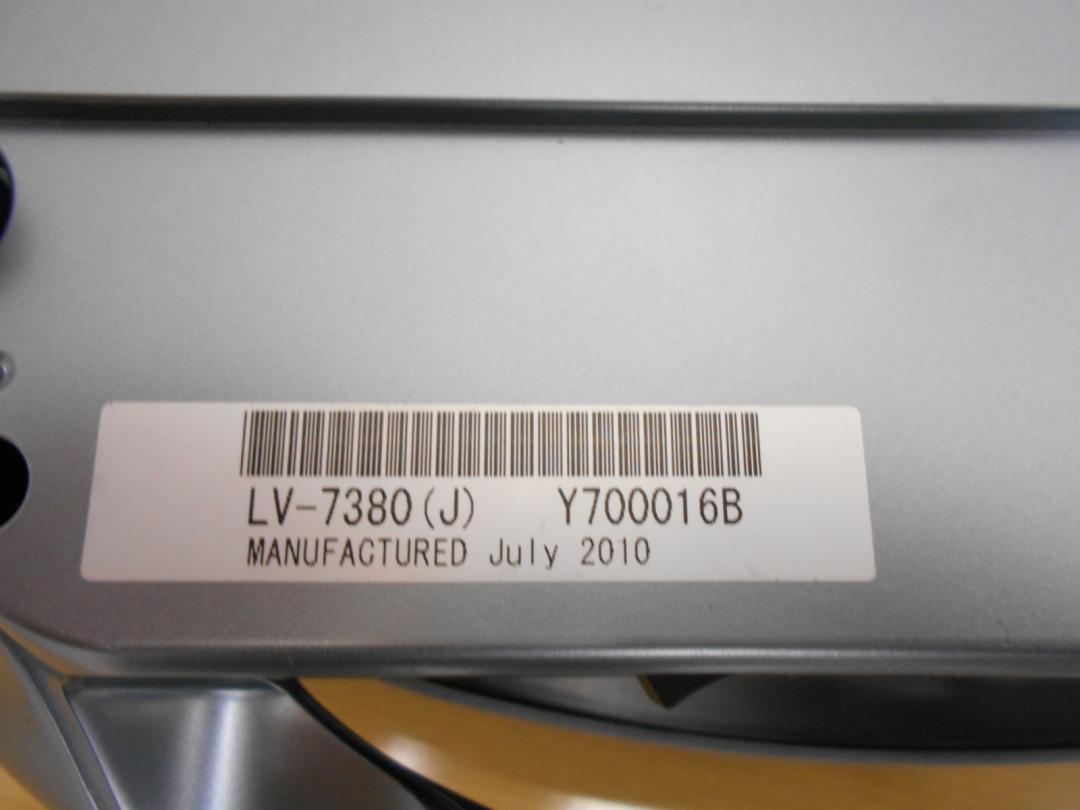 LV-7380(J) Y700016B
MANUFACTURED July 2010